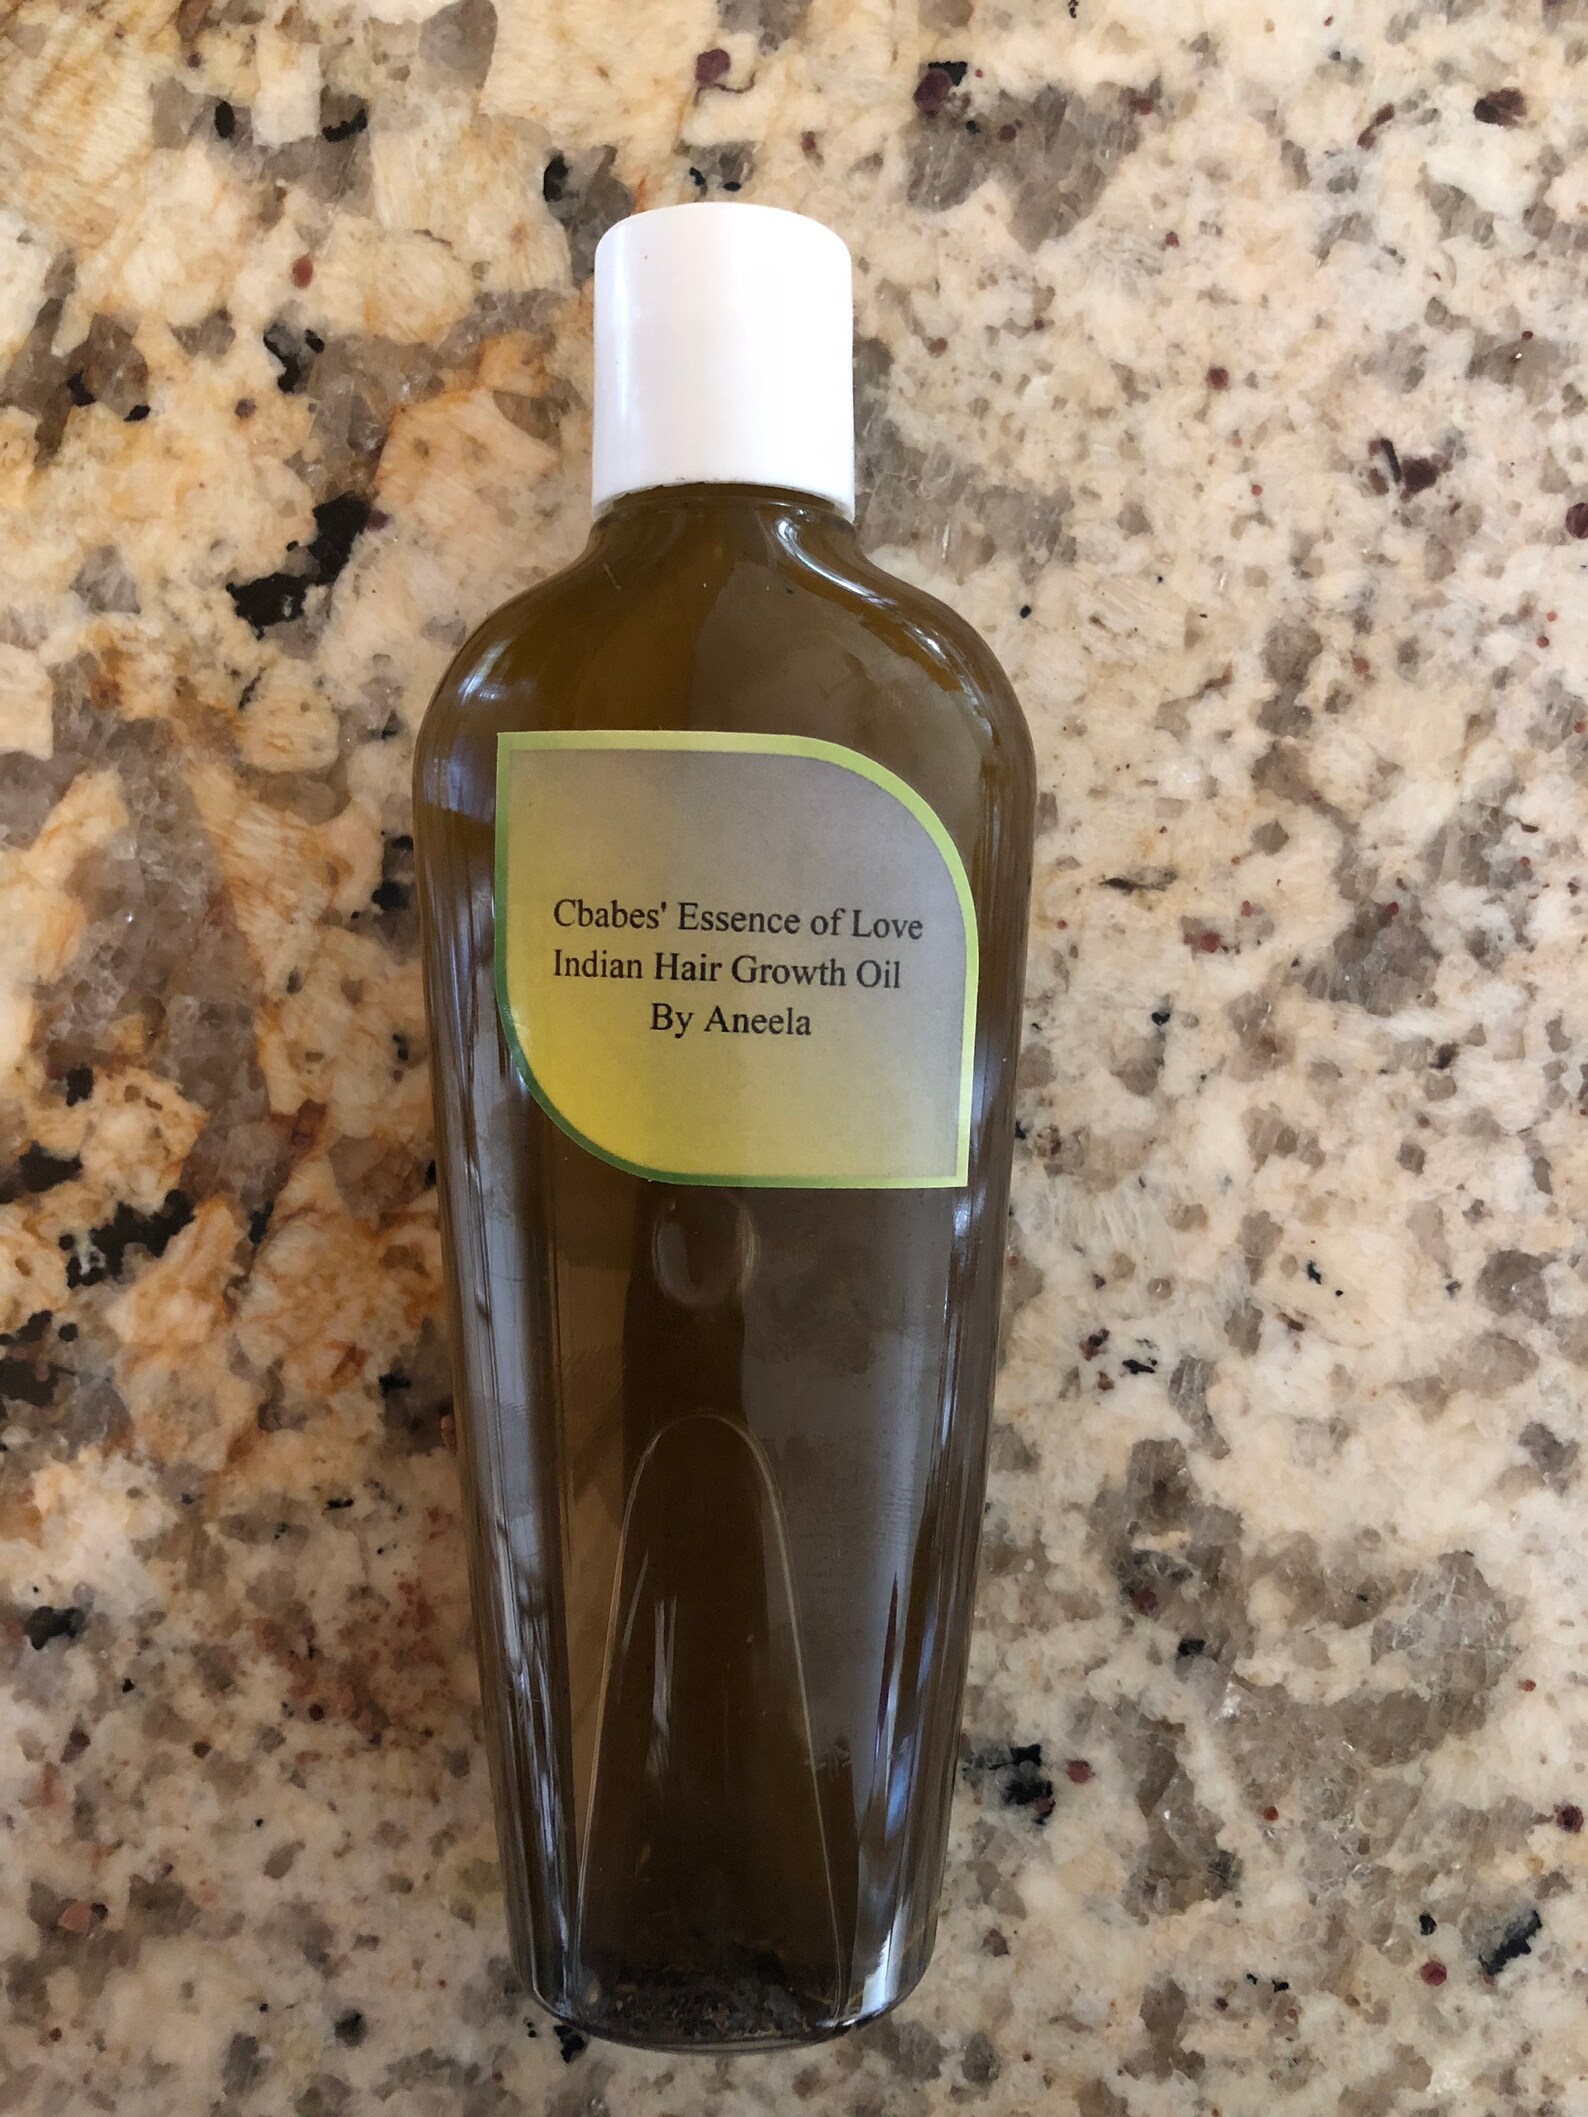 Cbabes' Essence of Love
Indian Hair Growth Oil
By Aneela